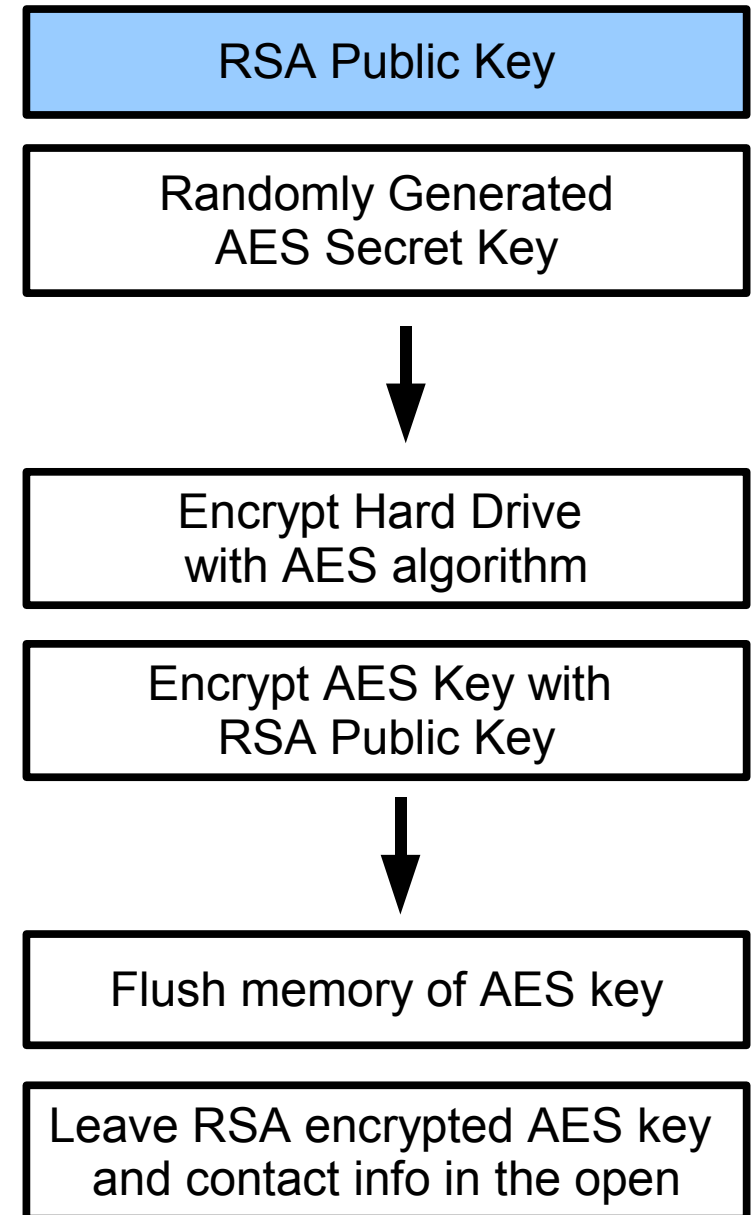 RSA Public Key
Randomly Generated
AES Secret Key
Encrypt Hard Drive
with AES algorithm
Encrypt AES Key with
RSA Public Key
Flush memory of AES key
Leave RSA encrypted AES key
and contact info in the open